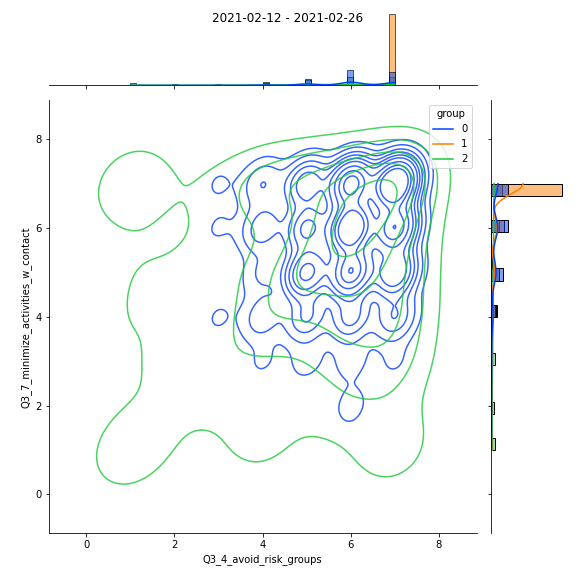 2021-02-12 - 2021-02-26
group
0
1
2
8
6
4
2
0
Q3_7_minimize_activities_w_contact
0 2 4 6 8
Q3_4_avoid_risk_groups